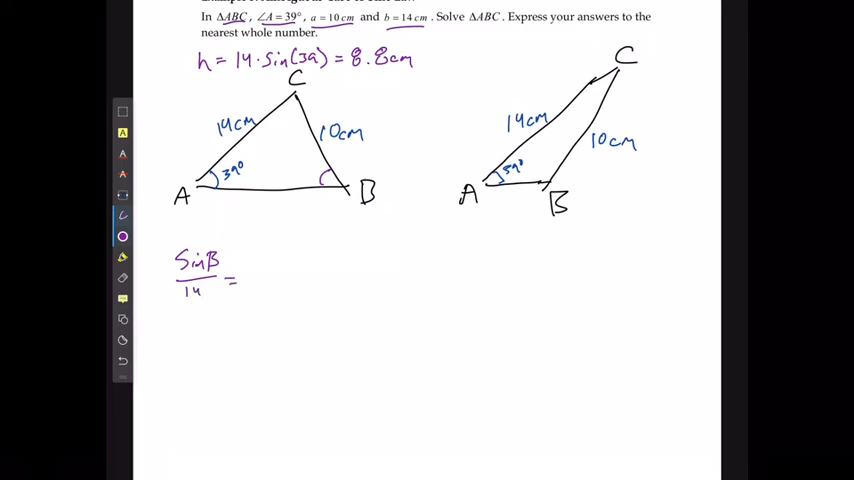 In ΔABC, ∠A = 39°, a = 10 cm and b = 14 cm. Solve ΔABC. Express your answers to the
nearest whole number.
h = 14 · sin(39) = 8.8cm
C
C
14cm
10cm
14cm
10cm
39°
39°
A
B
A
B
SinB
14 =